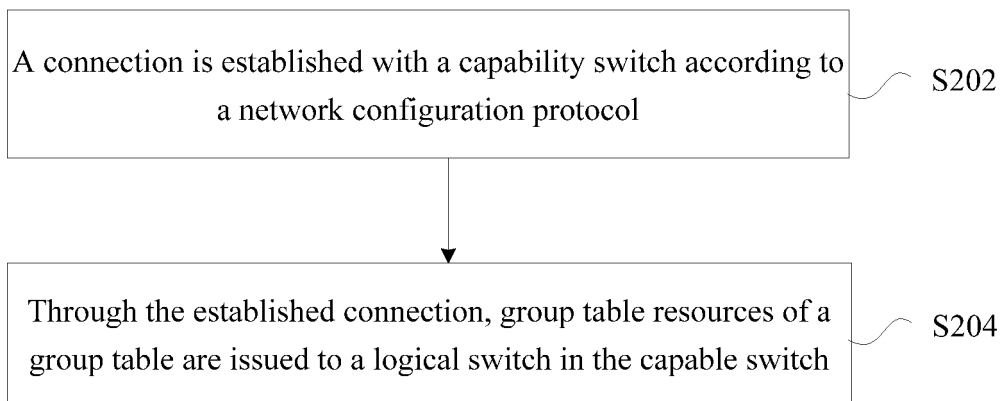 A connection is established with a capability switch according to
a network configuration protocol
S202
Through the established connection, group table resources of a
group table are issued to a logical switch in the capable switch
S204